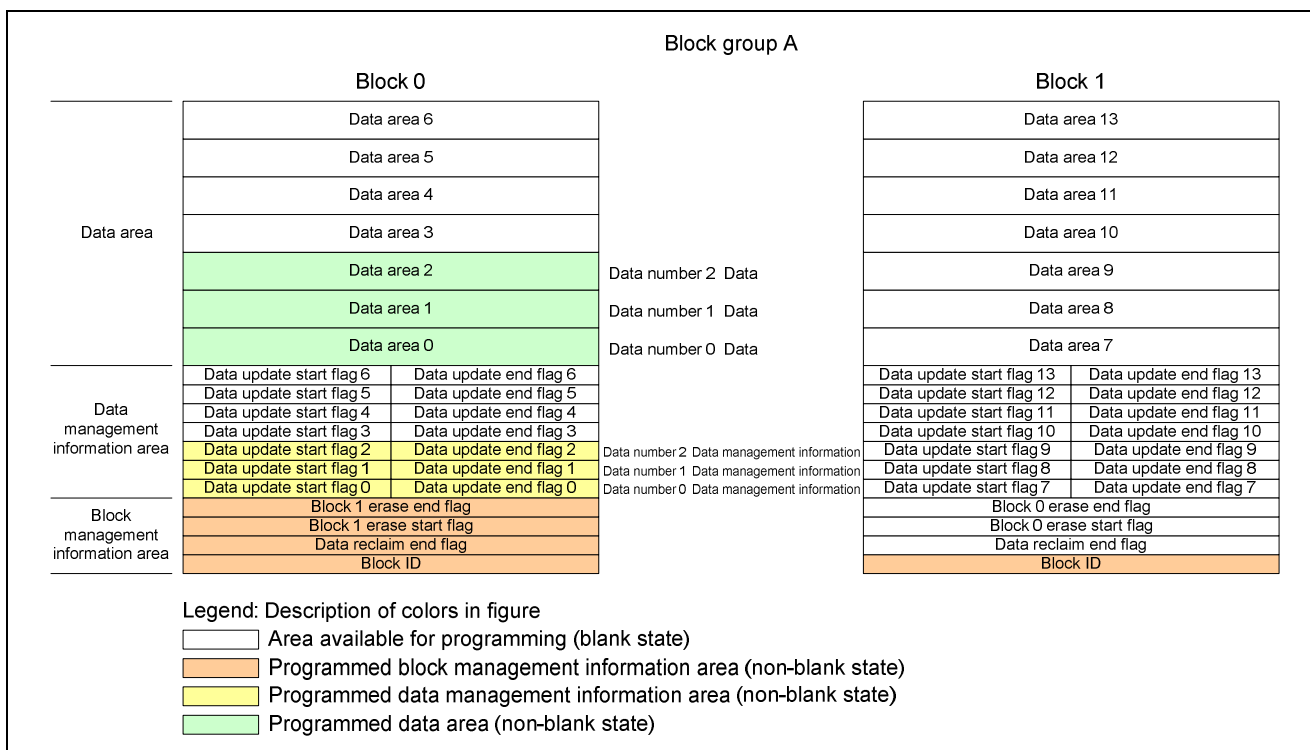 Block group A
Block 0
Block 1
Data area
Data area 6
Data area 5
Data area 4
Data area 3
Data area 2
Data area 1
Data area 0
Data number 2 Data
Data number 1 Data
Data number 0 Data
Data area 13
Data area 12
Data area 11
Data area 10
Data area 9
Data area 8
Data area 7
Data
management
information area
Data update start flag 6 Data update end flag 6
Data update start flag 5 Data update end flag 5
Data update start flag 4 Data update end flag 4
Data update start flag 3 Data update end flag 3
Data update start flag 2 Data update end flag 2
Data update start flag 1 Data update end flag 1
Data update start flag 0 Data update end flag 0
Data number 2 Data management information
Data number 1 Data management information
Data number 0 Data management information
Data update start flag 13 Data update end flag 13
Data update start flag 12 Data update end flag 12
Data update start flag 11 Data update end flag 11
Data update start flag 10 Data update end flag 10
Data update start flag 9 Data update end flag 9
Data update start flag 8 Data update end flag 8
Data update start flag 7 Data update end flag 7
Block
management
information area
Block 1 erase end flag
Block 1 erase start flag
Data reclaim end flag
Block ID
Block 0 erase end flag
Block 0 erase start flag
Data reclaim end flag
Block ID
Legend: Description of colors in figure
Area available for programming (blank state)
Programmed block management information area (non-blank state)
Programmed data management information area (non-blank state)
Programmed data area (non-blank state)